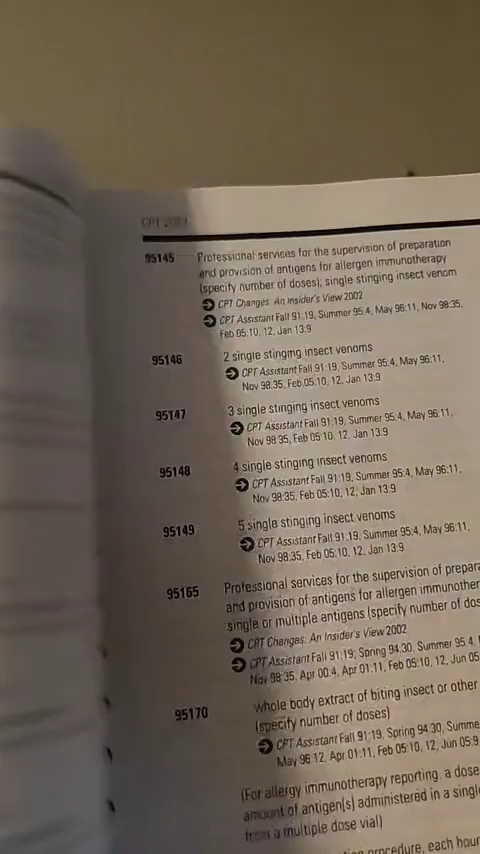 95145 Professional services for the supervision of preparation
and provision of antigens for allergen immunotherapy
(specify number of doses); single stinging insect venom
CPT Changes: An Insider's View 2002
CPT Assistant Fall 91:19, Summer 95:4, May 96:11, Nov 98:35,
Feb 05:10, 12, Jan 13:9
95146 2 single stinging insect venoms
CPT Assistant Fall 91:19, Summer 95:4, May 96:11,
Nov 98:35, Feb 05:10, 12, Jan 13:9
95147 3 single stinging insect venoms
CPT Assistant Fall 91:19, Summer 95:4, May 96:11,
Nov 98:35, Feb 05:10, 12, Jan 13:9
95148 4 single stinging insect venoms
CPT Assistant Fall 91:19, Summer 95:4, May 96:11,
Nov 98:35, Feb 05:10, 12, Jan 13:9
95149 5 single stinging insect venoms
CPT Assistant Fall 91:19, Summer 95:4, May 96:11,
Nov 98:35, Feb 05:10, 12, Jan 13:9
95165 Professional services for the supervision of prepara
and provision of antigens for allergen immunother
single or multiple antigens (specify number of dos
CPT Changes: An Insider's View 2002
CPT Assistant Fall 91:19, Spring 94:30, Summer 95:4,
Nov 98:35, Apr 00:4, Apr 01:11, Feb 05:10, 12, Jun 05
95170 whole body extract of biting insect or other
(specify number of doses)
CPT Assistant Fall 91:19, Spring 94:30, Summe
May 96:12, Apr 01:11, Feb 05:10, 12, Jun 05:9
(For allergy immunotherapy reporting, a dose
amount of antigen(s) administered in a singl
from a multiple dose vial)
procedure, each hour